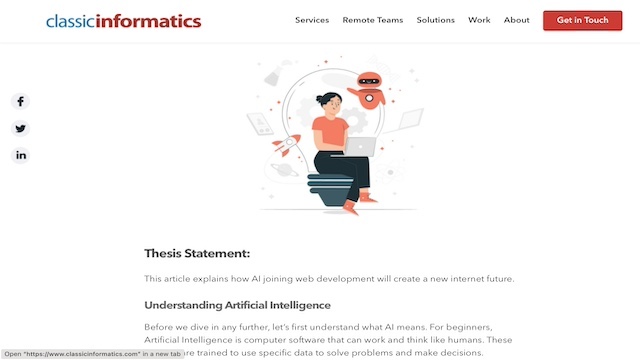 classicinformatics
Services
Remote Teams
Solutions
Work
About
Get in Touch
Thesis Statement:
This article explains how AI joining web development will create a new internet future.
Understanding Artificial Intelligence
Before we dive in any further, let's first understand what AI means. For beginners,
Artificial Intelligence is computer software that can work and think like humans. These
are trained to use specific data to solve problems and make decisions.
Open "https://www.classicinformatics.com" in a new tab